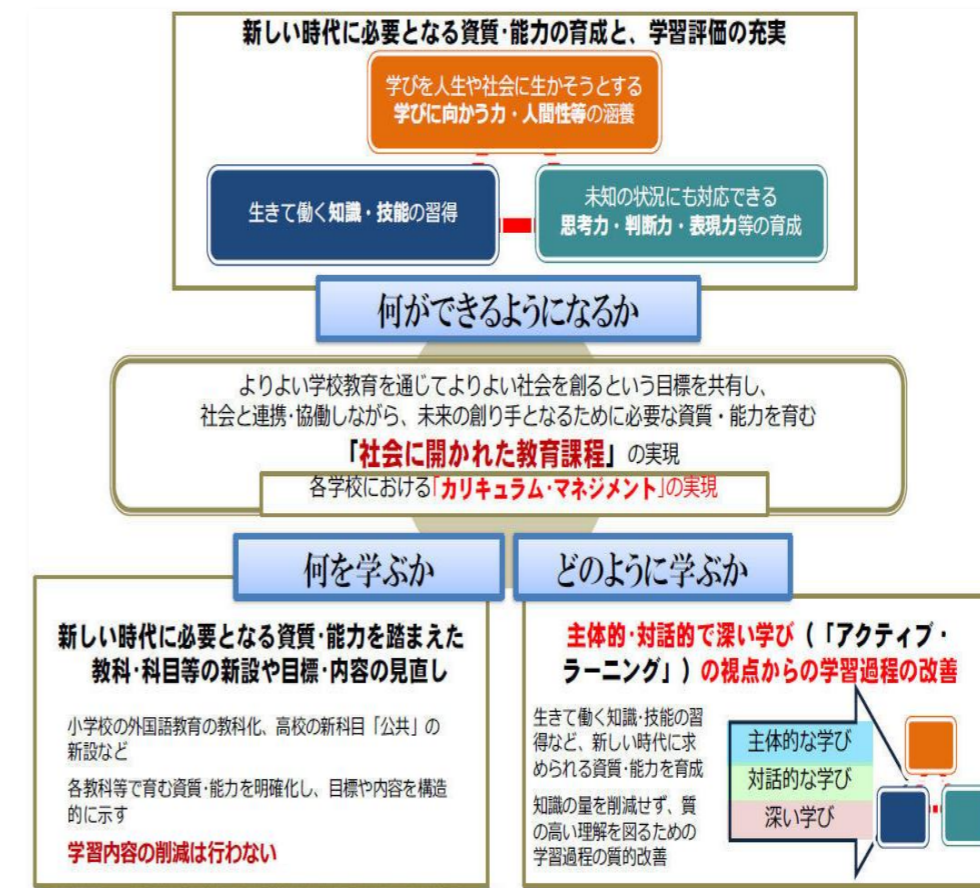 新しい時代に必要となる資質・能力の育成と、学習評価の充実
学びを人生や社会に生かそうとする
学びに向かう力・人間性等の涵養
生きて働く知識・技能の習得
未知の状況にも対応できる
思考力・判断力・表現力等の育成
何ができるようになるか
よりよい学校教育を通じてよりよい社会を創るという目標を共有し、
社会と連携・協働しながら、未来の創り手となるために必要な資質・能力を育む
「社会に開かれた教育課程」の実現
各学校における「カリキュラム・マネジメント」の実現
何を学ぶか
新しい時代に必要となる資質・能力を踏まえた
教科・科目等の新設や目標・内容の見直し
小学校の外国語教育の教科化、高校の新科目「公共」の
新設など
各教科等で育む資質・能力を明確化し、目標や内容を構造
的に示す
学習内容の削減は行わない
どのように学ぶか
主体的・対話的で深い学び(「アクティブ・
ラーニング」)の視点からの学習過程の改善
生きて働く知識・技能の習
得など、新しい時代に求
められる資質・能力を育成
知識の量を削減せず、質
の高い理解を図るための
学習過程の質的改善
主体的な学び
対話的な学び
深い学び